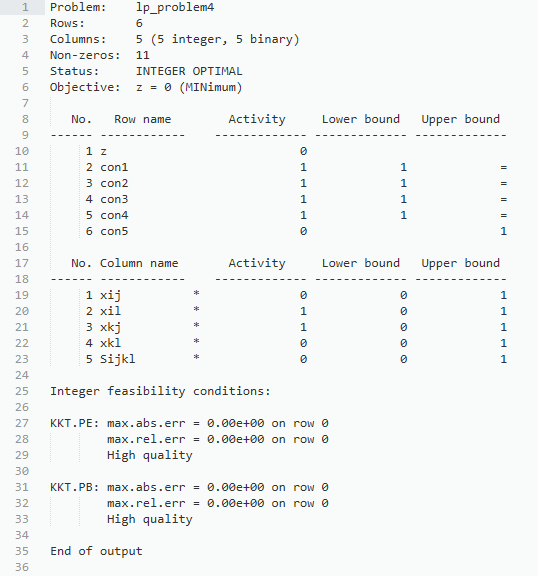 1 Problem:    lp_problem4
2 Rows:       6
3 Columns:    5 (5 integer, 5 binary)
4 Non-zeros:  11
5 Status:     INTEGER OPTIMAL
6 Objective:  z = 0 (MINimum)
7
8    No.   Row name        Activity     Lower bound   Upper bound
9 ------ ------------    ------------- ------------- -------------
10      1 z                           0
11      2 con1                        1             1             =
12      3 con2                        1             1             =
13      4 con3                        1             1             =
14      5 con4                        1             1             =
15      6 con5                        0                           1
16
17    No. Column name       Activity     Lower bound   Upper bound
18 ------ ------------    ------------- ------------- -------------
19      1 xij          *              0             0             1
20      2 xil          *              1             0             1
21      3 xkj          *              1             0             1
22      4 xkl          *              0             0             1
23      5 Sijkl        *              0             0             1
24
25 Integer feasibility conditions:
26
27 KKT.PE: max.abs.err = 0.00e+00 on row 0
28         max.rel.err = 0.00e+00 on row 0
29         High quality
30
31 KKT.PB: max.abs.err = 0.00e+00 on row 0
32         max.rel.err = 0.00e+00 on row 0
33         High quality
34
35 End of output
36